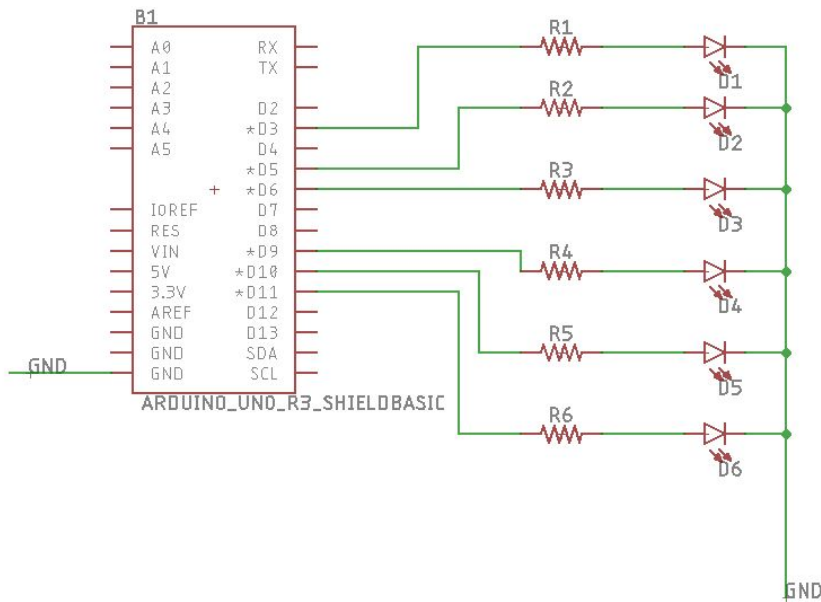 B1
A0
A1
A2
A3
A4
A5
IOREF
RES
VIN
5V
3.3V
AREF
GND
GND
GND
RX
TX
D2
*D3
D4
*D5
*D6
D7
D8
*D9
*D10
*D11
D12
D13
SDA
SCL
GND
ARDUINO_UNO_R3_SHIELDBASIC
R1
D1
R2
D2
R3
D3
R4
D4
R5
D5
R6
D6
GND